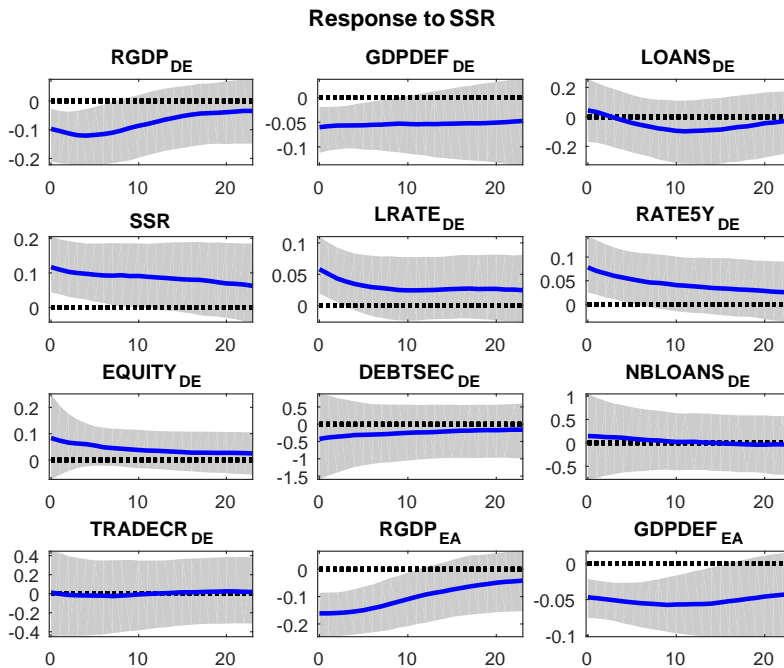 Response to SSR
RGDP_DE GDPDEF_DE LOANS_DE
0 0 0.2
-0.1 -0.05 0
-0.2 -0.1 -0.2
0 10 20 0 10 20 0 10 20
SSR LRATE_DE RATE5Y_DE
0.2 0.1 0.1
0.1 0.05 0.05
0 0 0
0 10 20 0 10 20 0 10 20
EQUITY_DE DEBTSEC_DE NBLOANS_DE
0.2 0.5 1
0.1 0 0.5
0 -0.5 0
-1 -0.5
-1.5
0 10 20 0 10 20 0 10 20
TRADECR_DE RGDP_EA GDPDEF_EA
0.4 0 0
0.2 -0.1 -0.05
0 -0.2 -0.1
-0.2
-0.4
0 10 20 0 10 20 0 10 20